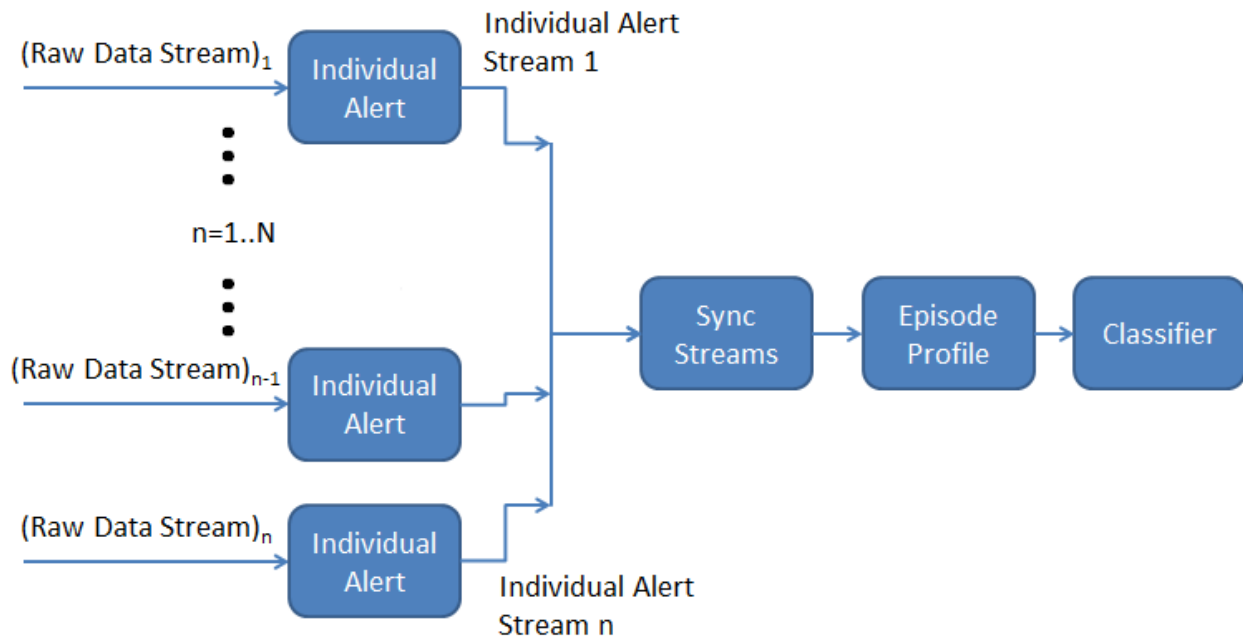 (Raw Data Stream)₁
Individual
Alert
Individual Alert
Stream 1
n=1..N
(Raw Data Stream)ₙ₋₁
Individual
Alert
Sync
Streams
Episode
Profile
Classifier
(Raw Data Stream)ₙ
Individual
Alert
Individual Alert
Stream n